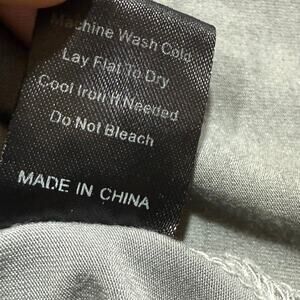 Machine Wash Cold
Lay Flat To Dry
Cool Iron If Needed
Do Not Bleach
MADE IN CHINA